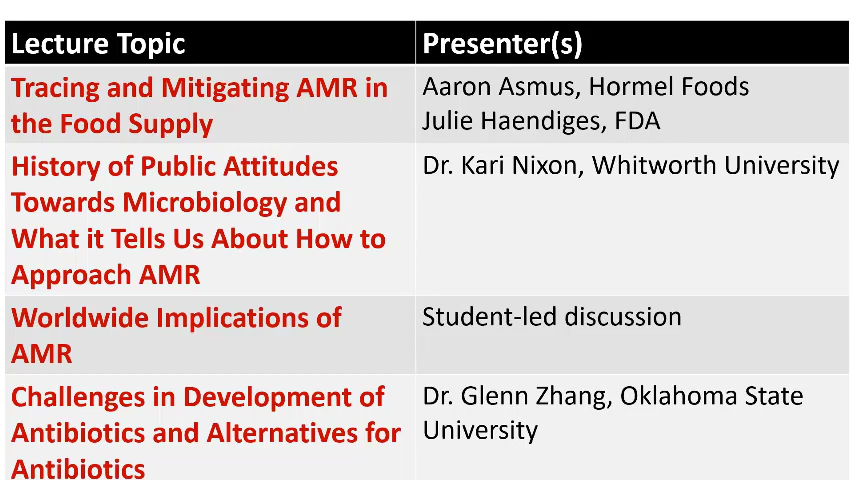 Lecture Topic
Presenter(s)
Tracing and Mitigating AMR in
the Food Supply
Aaron Asmus, Hormel Foods
Julie Haendiges, FDA
History of Public Attitudes
Towards Microbiology and
What it Tells Us About How to
Approach AMR
Dr. Kari Nixon, Whitworth University
Worldwide Implications of
AMR
Student-led discussion
Challenges in Development of
Antibiotics and Alternatives for
Antibiotics
Dr. Glenn Zhang, Oklahoma State
University